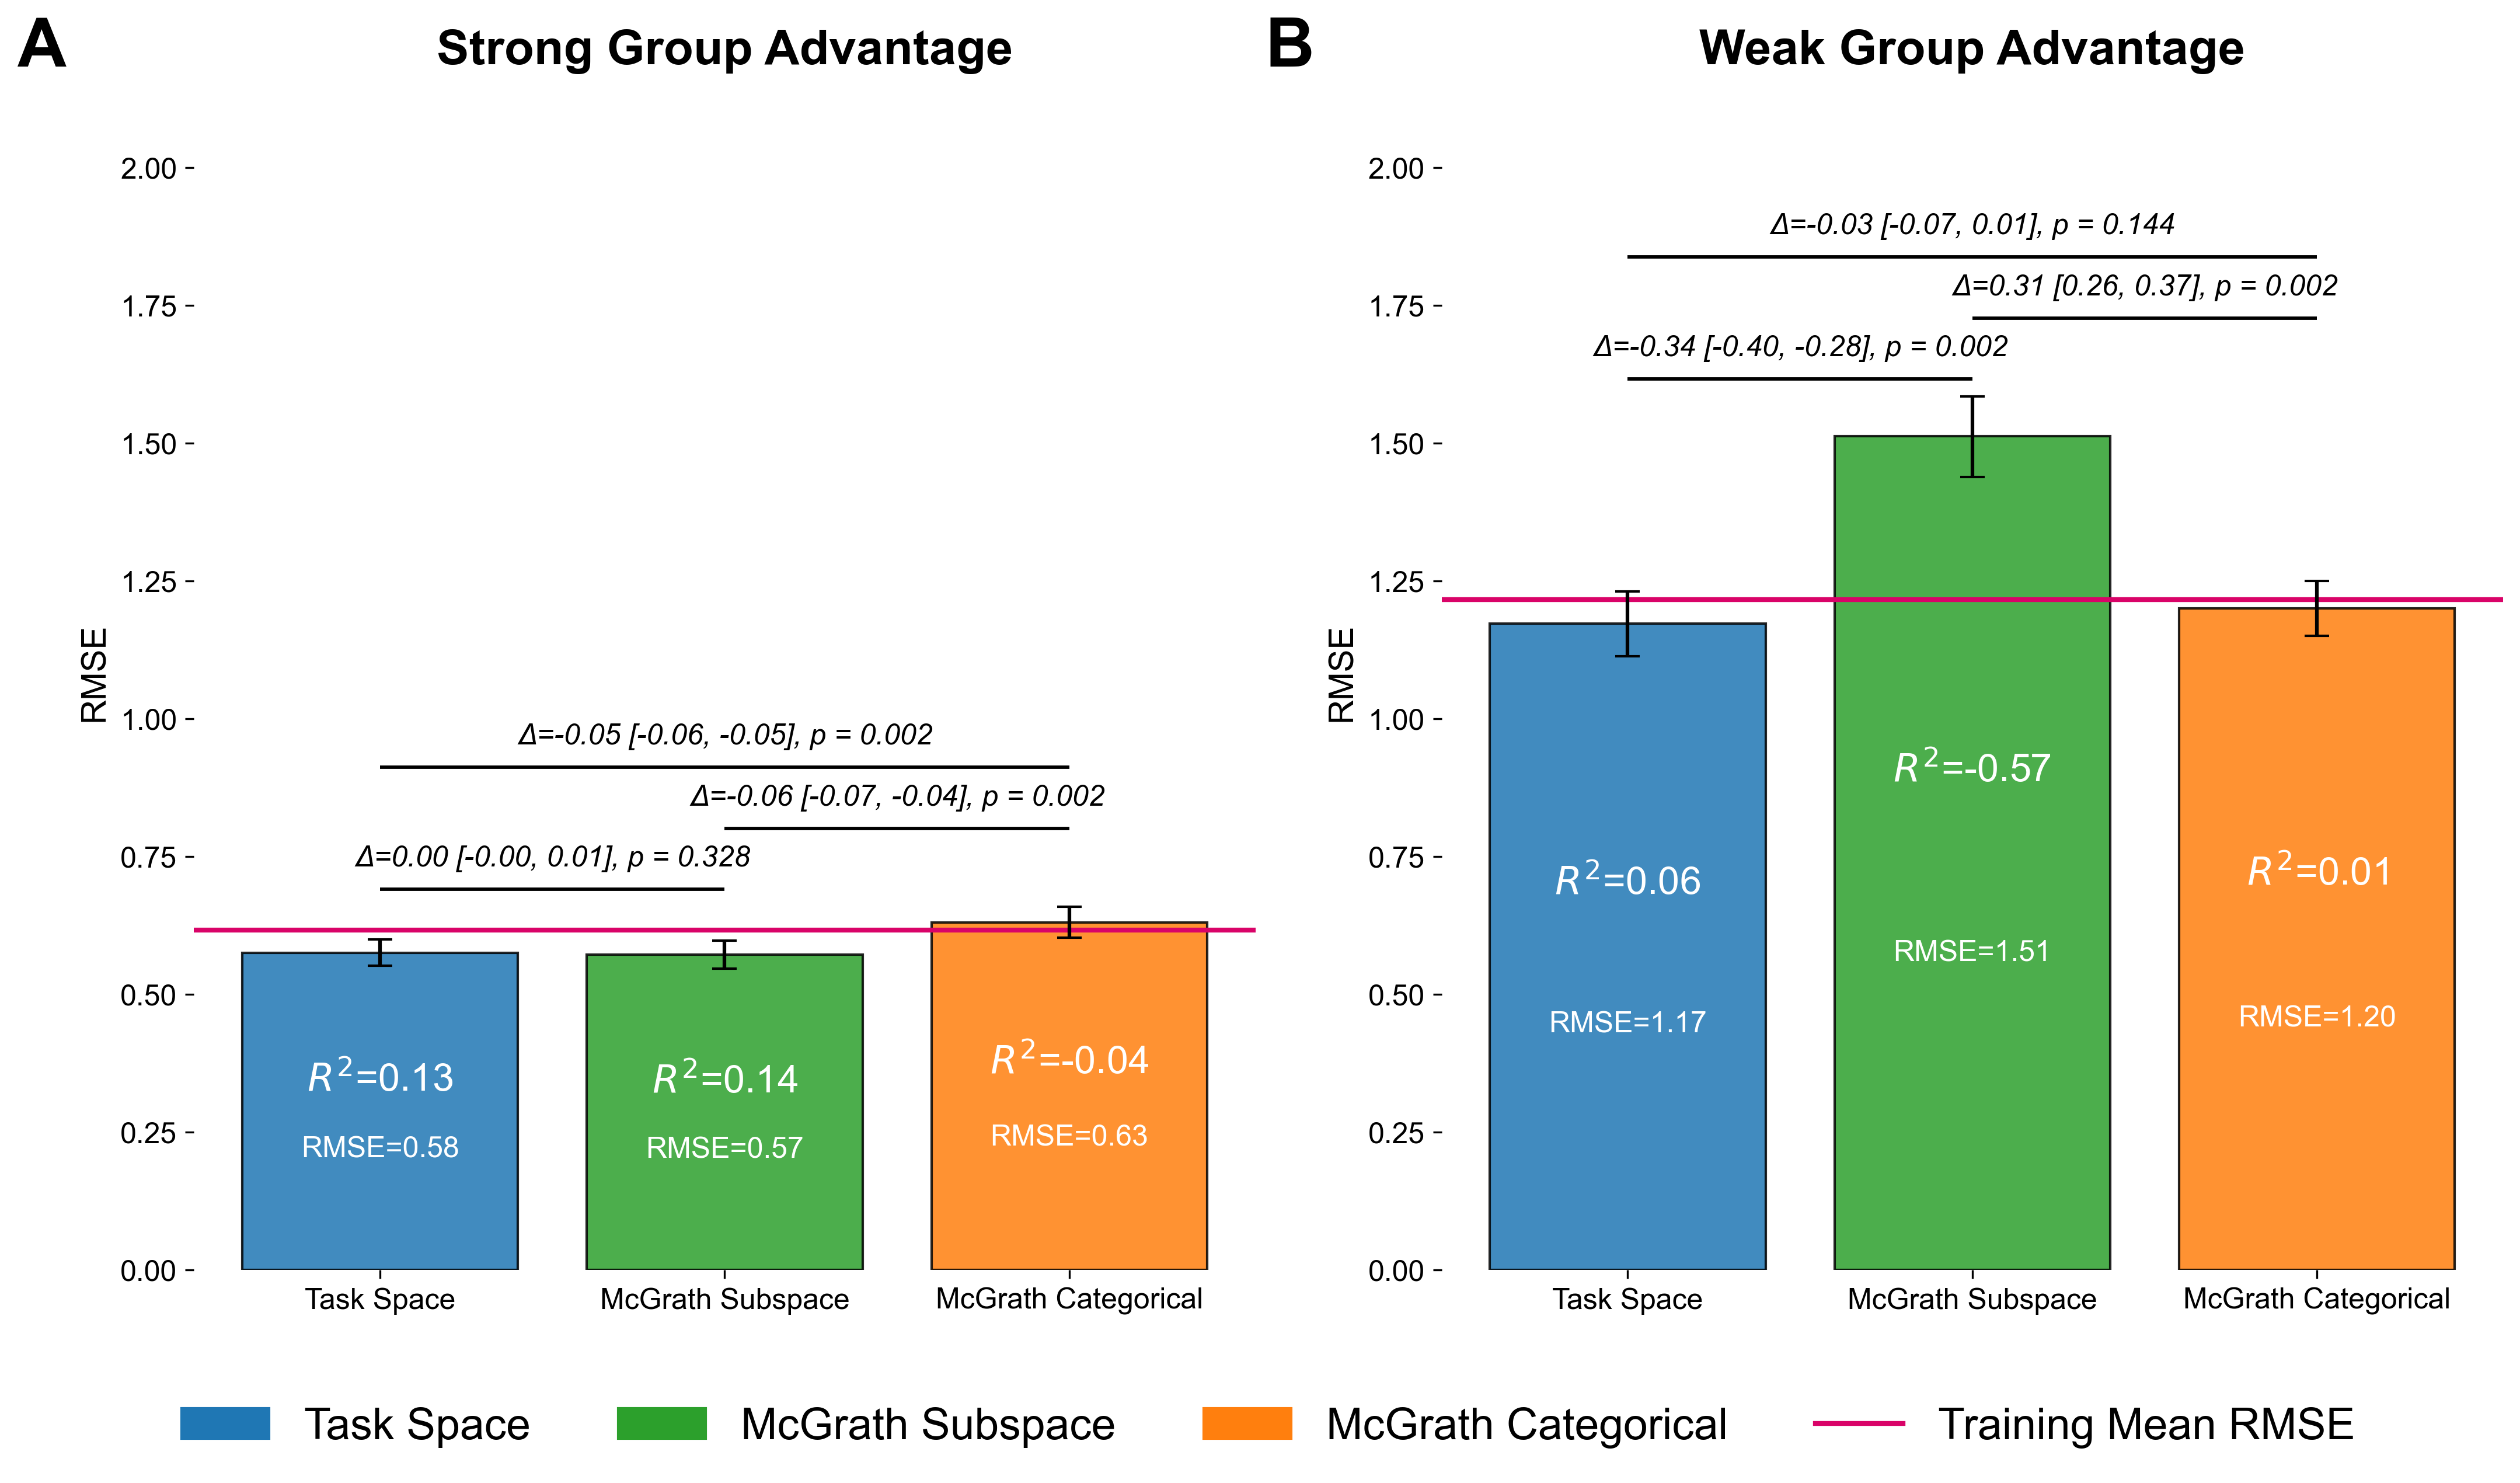 A
Strong Group Advantage
RMSE
2.00
1.75
1.50
1.25
1.00
0.75
0.50
0.25
0.00
Δ=-0.05 [-0.06, -0.05], p = 0.002
Δ=-0.06 [-0.07, -0.04], p = 0.002
Δ=0.00 [-0.00, 0.01], p = 0.328
R²=0.13
RMSE=0.58
R²=0.14
RMSE=0.57
R²=-0.04
RMSE=0.63
Task Space
McGrath Subspace
McGrath Categorical
B
Weak Group Advantage
RMSE
2.00
1.75
1.50
1.25
1.00
0.75
0.50
0.25
0.00
Δ=-0.03 [-0.07, 0.01], p = 0.144
Δ=0.31 [0.26, 0.37], p = 0.002
Δ=-0.34 [-0.40, -0.28], p = 0.002
R²=0.06
RMSE=1.17
R²=-0.57
RMSE=1.51
R²=0.01
RMSE=1.20
Task Space
McGrath Subspace
McGrath Categorical
Task Space
McGrath Subspace
McGrath Categorical
Training Mean RMSE